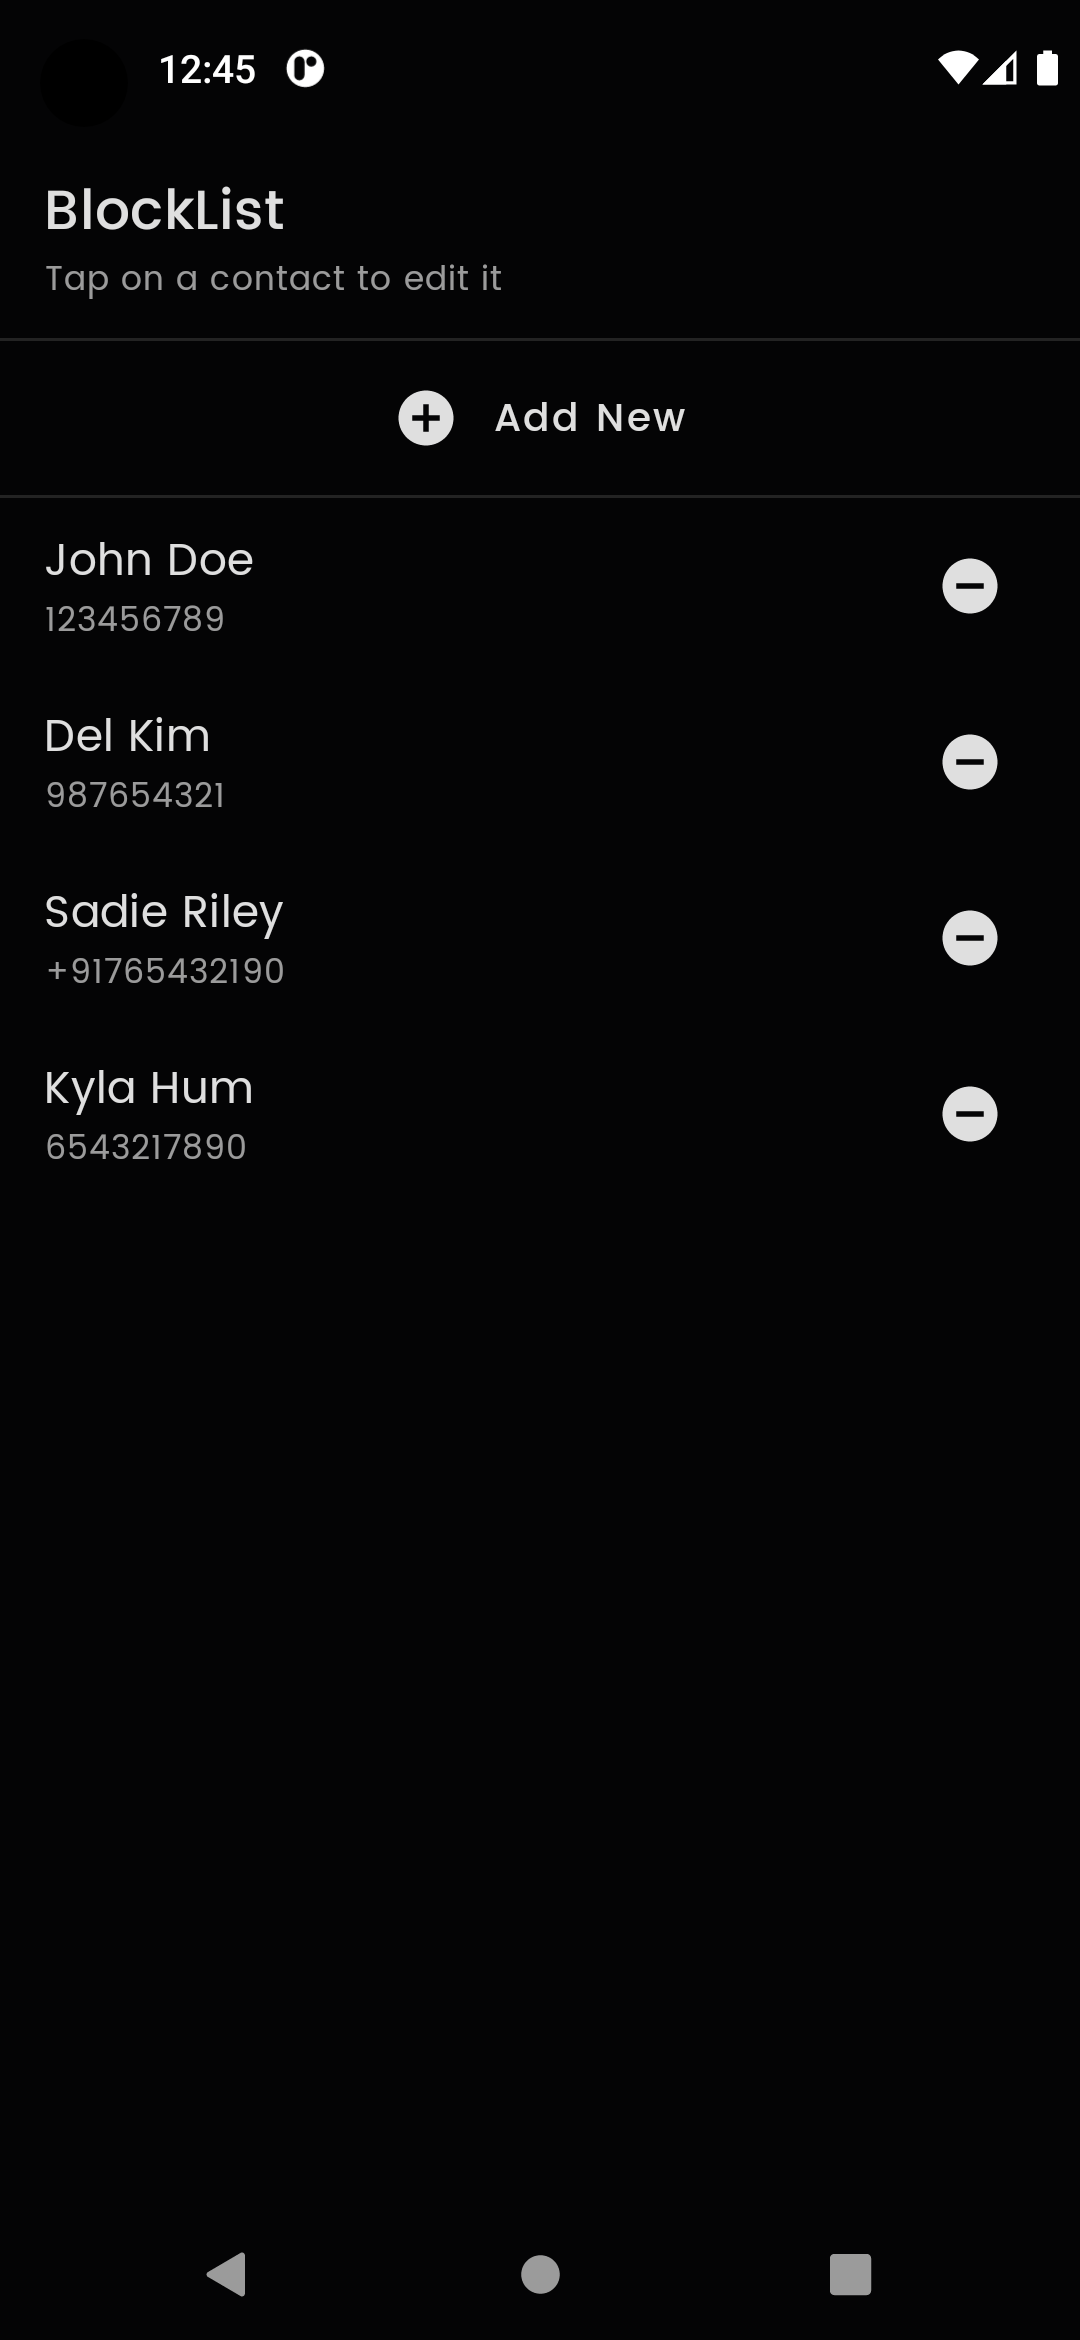 12:45
BlockList
Tap on a contact to edit it
Add New
John Doe
123456789
Del Kim
987654321
Sadie Riley
+91765432190
Kyla Hum
6543217890